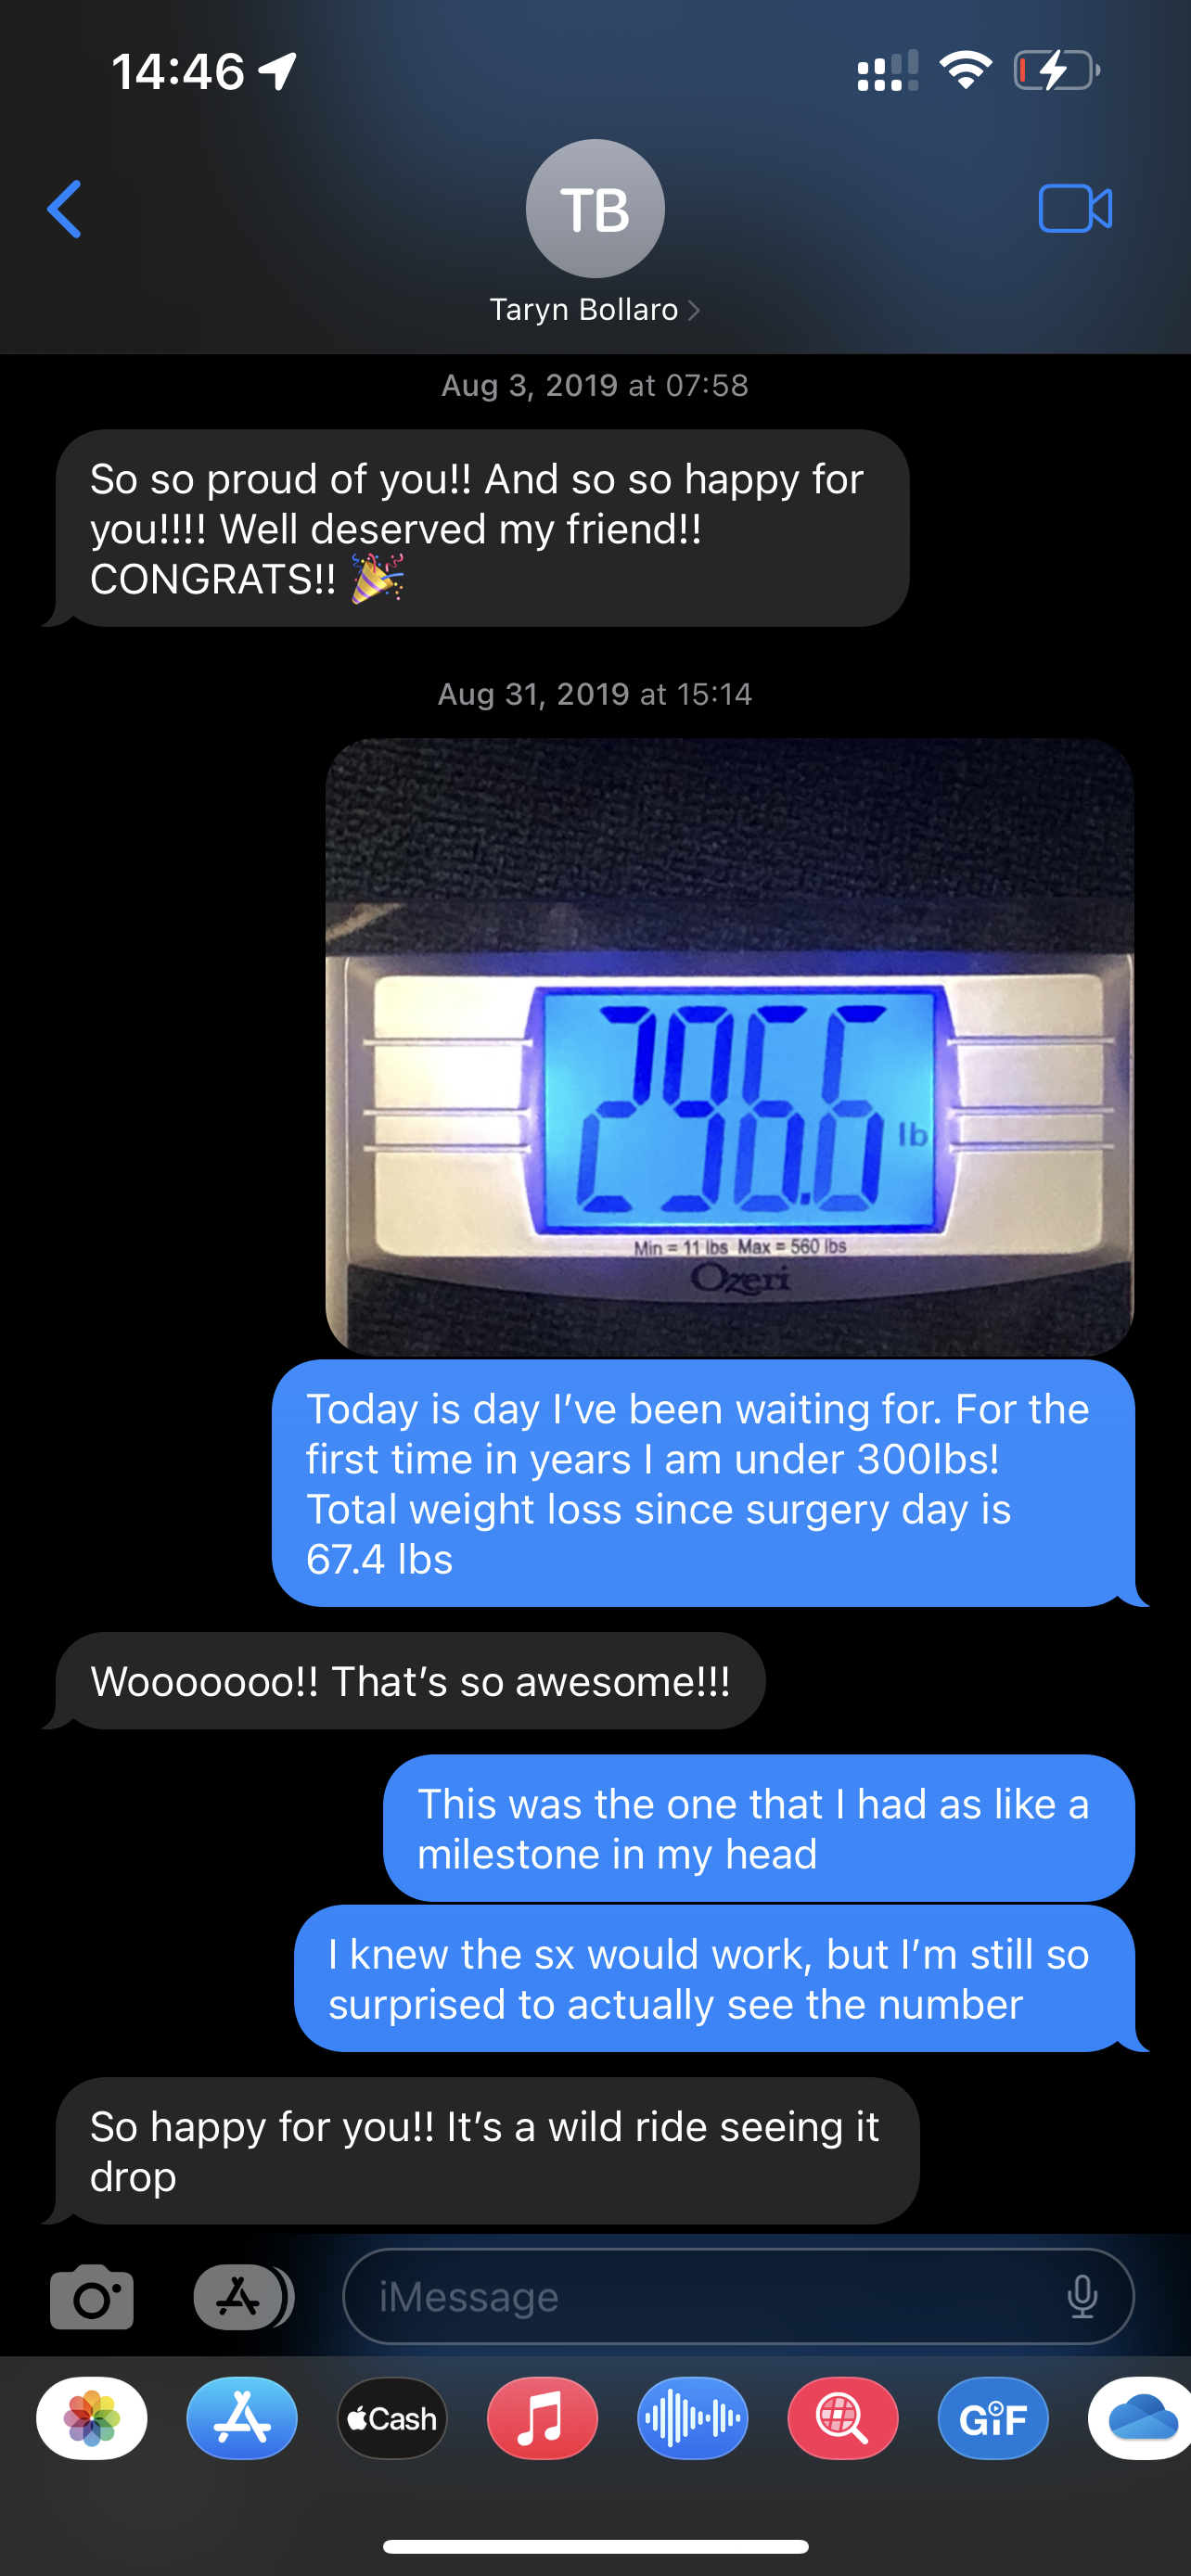 14:46
TB
Taryn Bollaro
Aug 3, 2019 at 07:58
So so proud of you!! And so so happy for
you!!!! Well deserved my friend!!
CONGRATS!! 🎉
Aug 31, 2019 at 15:14
296.6 lb
Min = 11 lbs Max = 560 lbs
Ozeri
Today is day I’ve been waiting for. For the
first time in years I am under 300lbs!
Total weight loss since surgery day is
67.4 lbs
Wooooooo!! That’s so awesome!!!
This was the one that I had as like a
milestone in my head
I knew the sx would work, but I’m still so
surprised to actually see the number
So happy for you!! It’s a wild ride seeing it
drop
iMessage
Cash
GIF